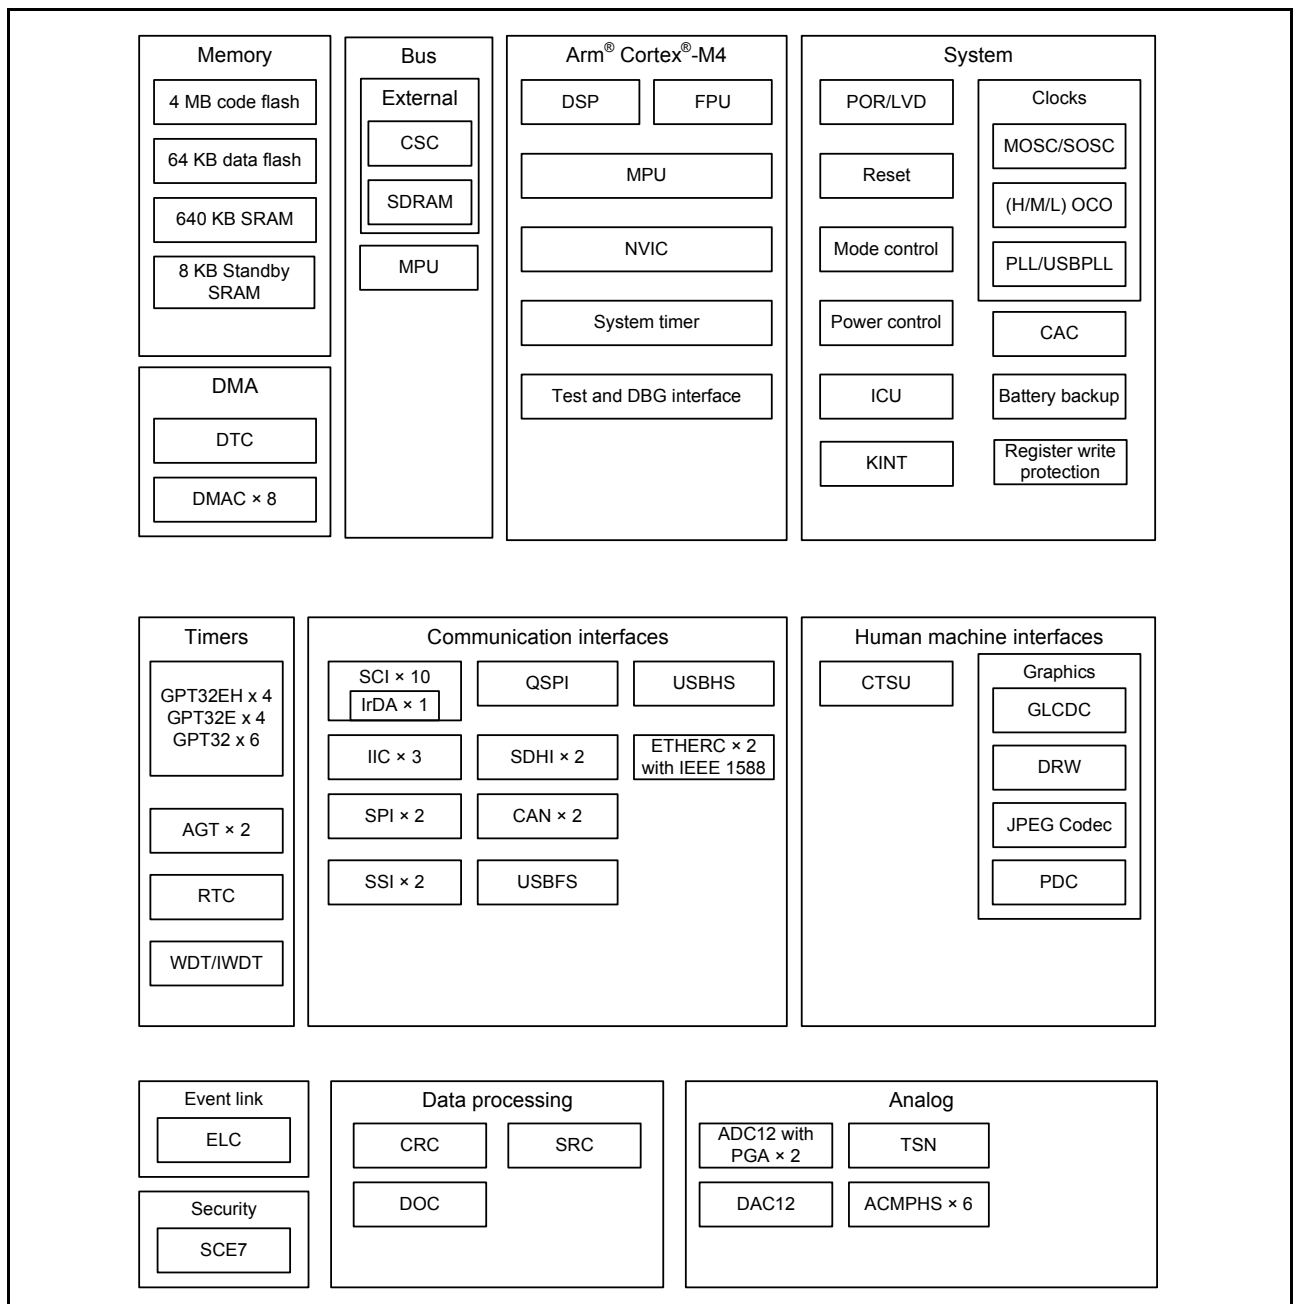 Memory
4 MB code flash
64 KB data flash
640 KB SRAM
8 KB Standby
SRAM
DMA
DTC
DMAC × 8
Bus
External
CSC
SDRAM
MPU
Arm® Cortex®-M4
DSP
FPU
MPU
NVIC
System timer
Test and DBG interface
System
POR/LVD
Reset
Mode control
Power control
ICU
KINT
Clocks
MOSC/SOSC
(H/M/L) OCO
PLL/USBPLL
CAC
Battery backup
Register write
protection
Timers
GPT32EH x 4
GPT32E x 4
GPT32 x 6
AGT × 2
RTC
WDT/IWDT
Communication interfaces
SCI × 10
IrDA × 1
IIC × 3
SPI × 2
SSI × 2
QSPI
SDHI × 2
CAN × 2
USBFS
USBHS
ETHERC × 2
with IEEE 1588
Human machine interfaces
CTSU
Graphics
GLCDC
DRW
JPEG Codec
PDC
Event link
ELC
Security
SCE7
Data processing
CRC
SRC
DOC
Analog
ADC12 with
PGA × 2
TSN
DAC12
ACMPHS × 6